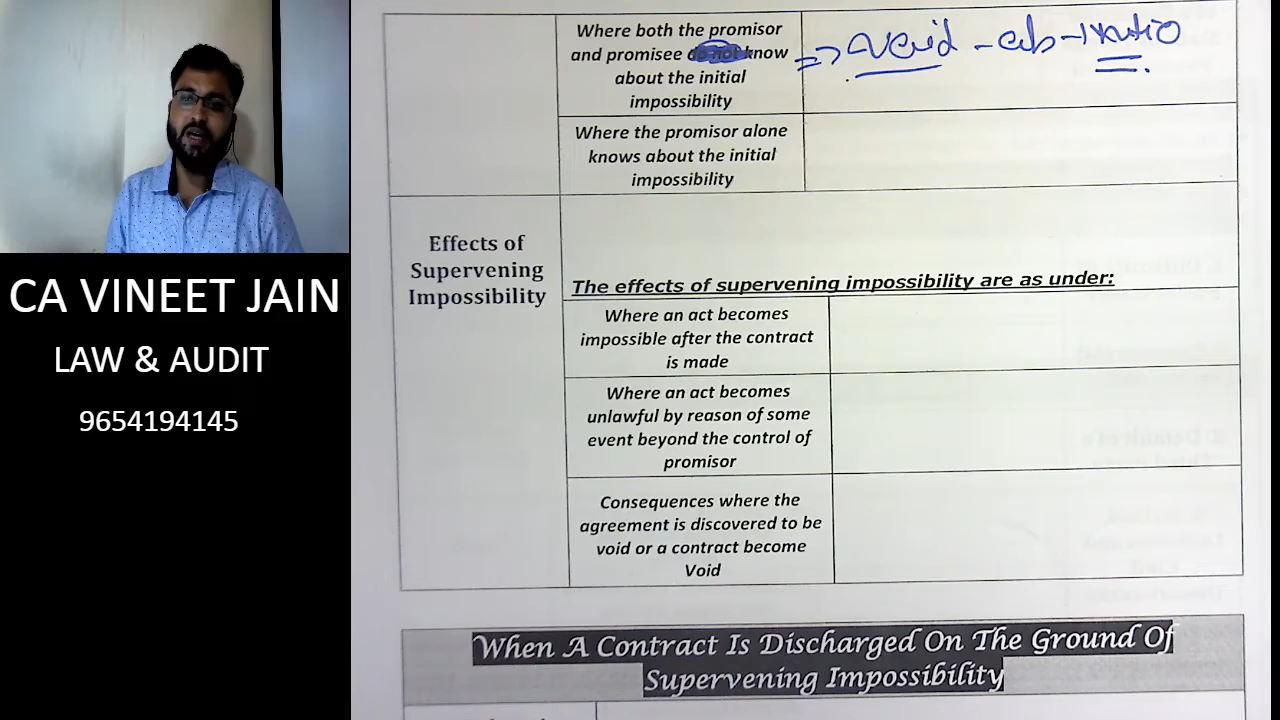 CA VINEET JAIN
LAW & AUDIT
9654194145
Where both the promisor
and promisee do not know
about the initial
impossibility
=> Void - ab - initio
Where the promisor alone
knows about the initial
impossibility
Effects of
Supervening
Impossibility
The effects of supervening impossibility are as under:
Where an act becomes
impossible after the contract
is made
Where an act becomes
unlawful by reason of some
event beyond the control of
promisor
Consequences where the
agreement is discovered to be
void or a contract become
Void
When A Contract Is Discharged On The Ground Of
Supervening Impossibility